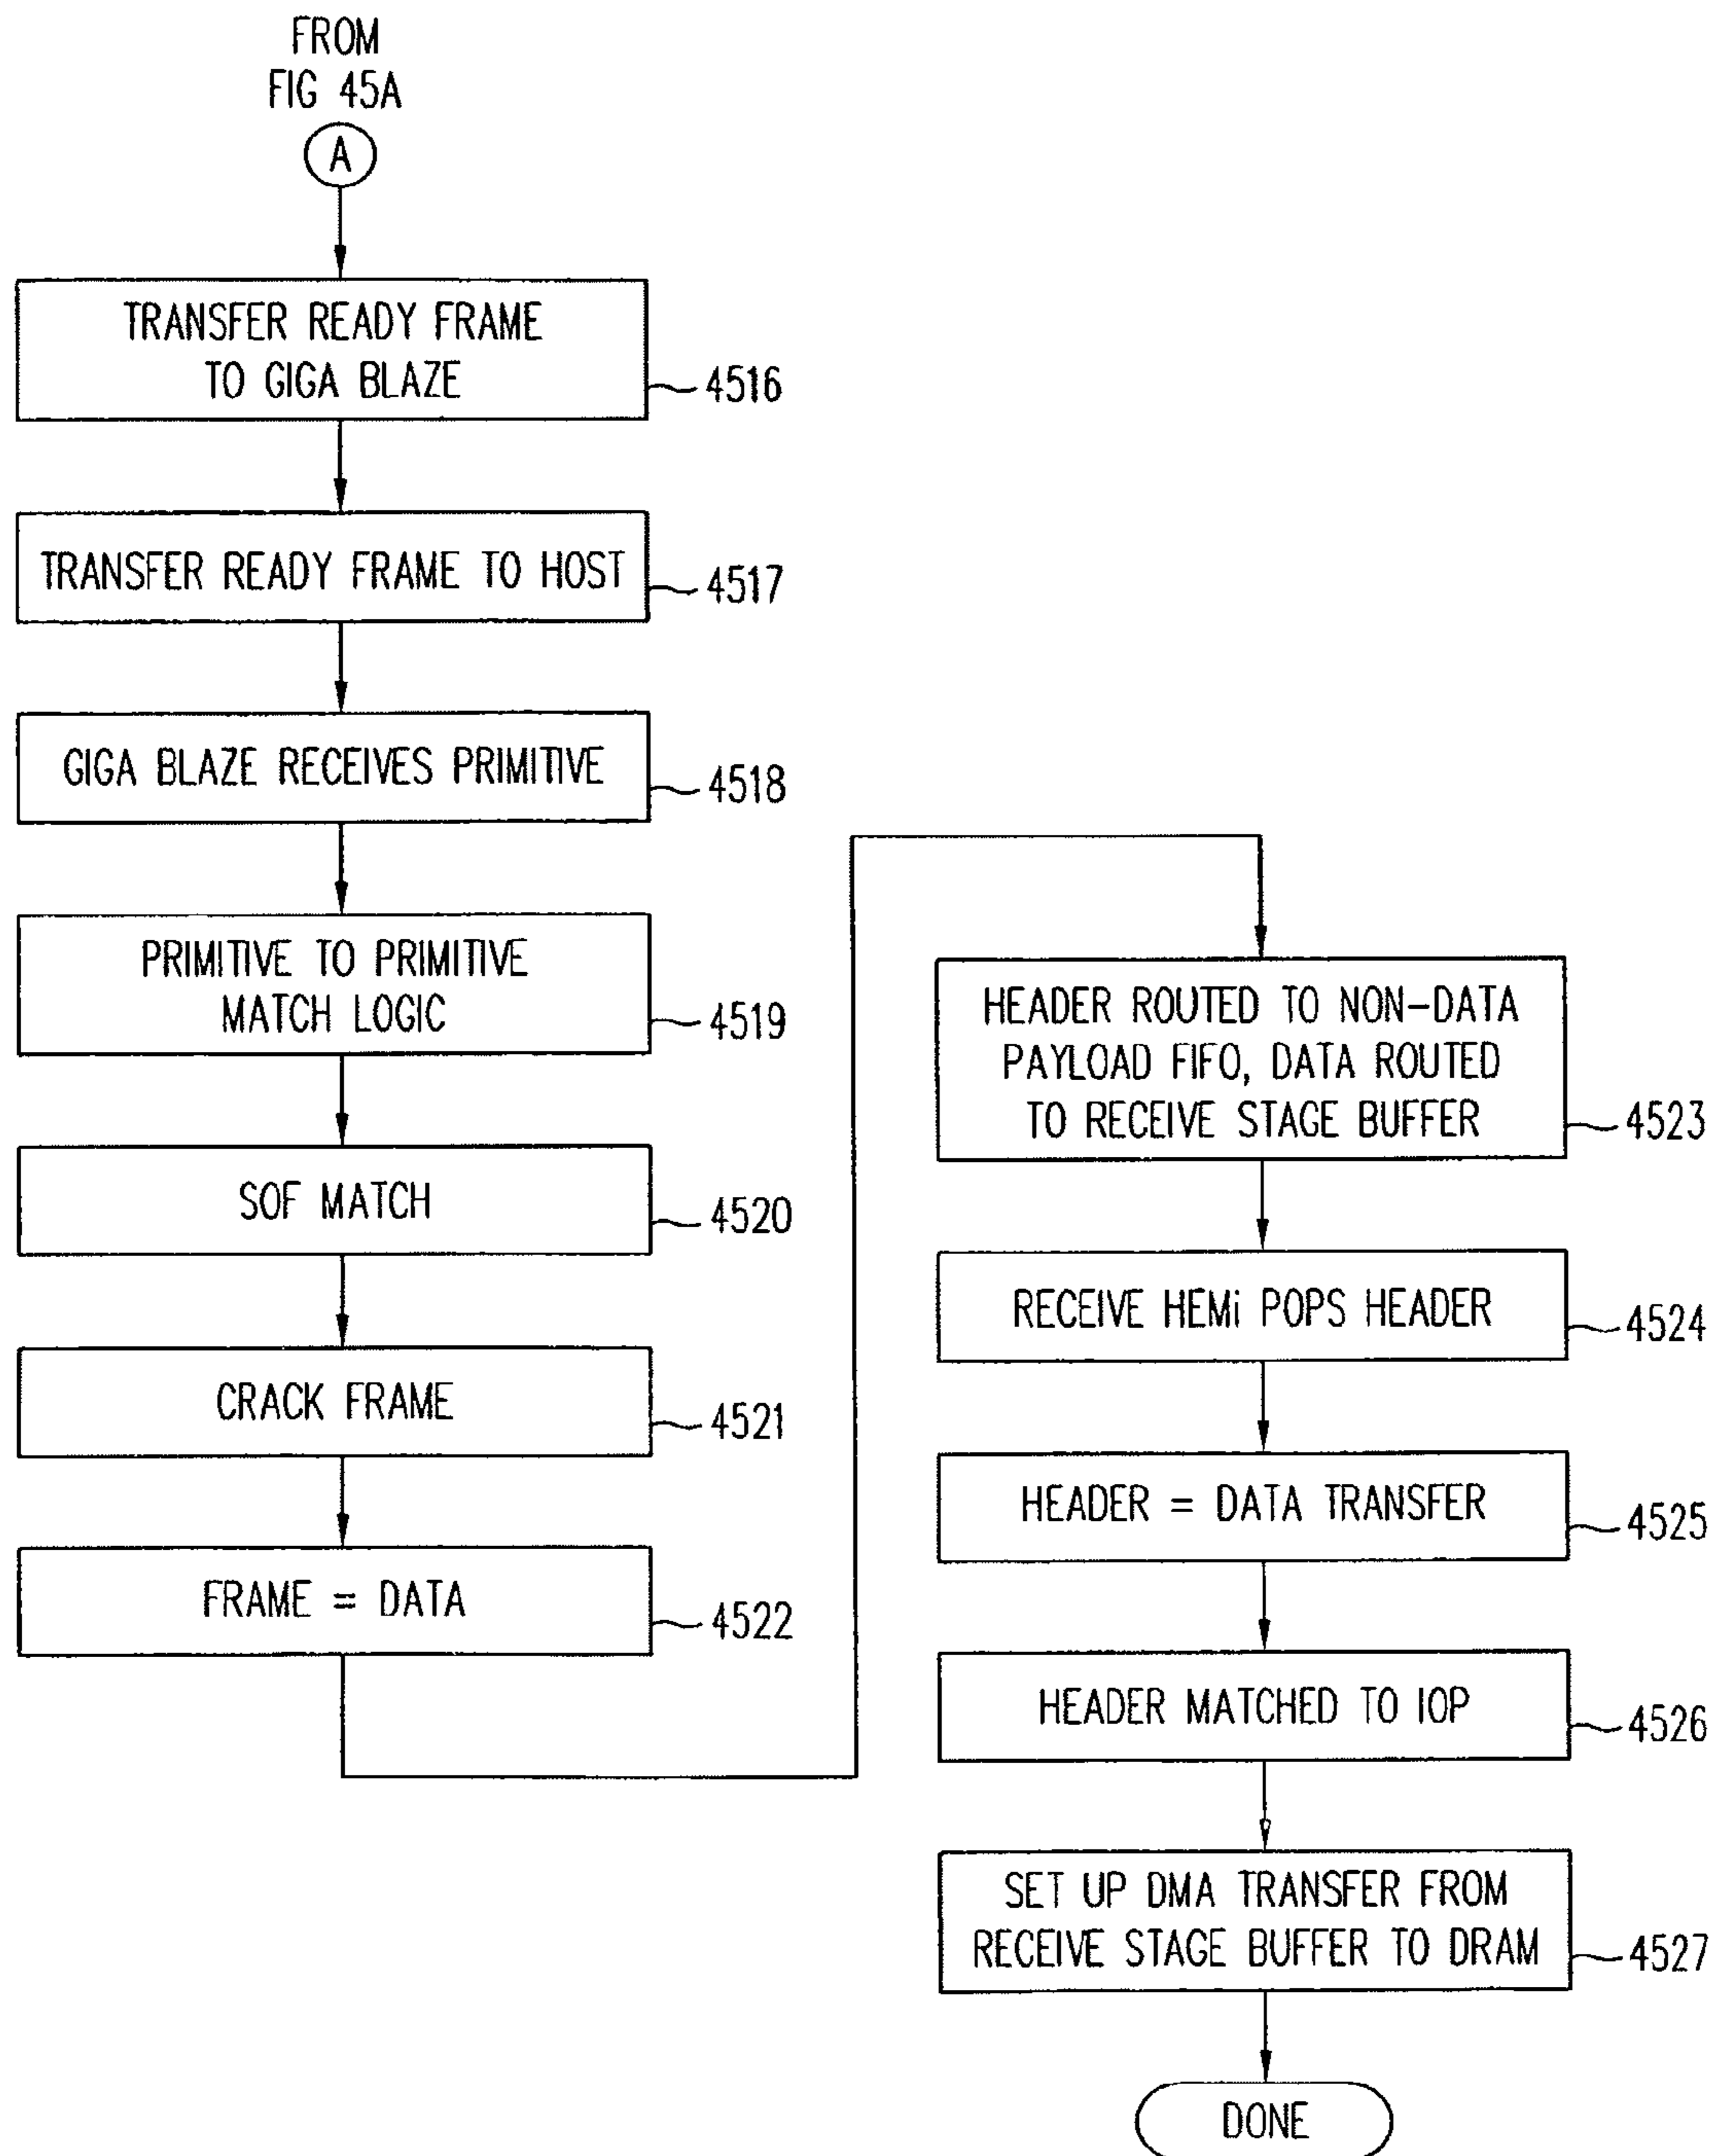 FROM
FIG 45A
A
TRANSFER READY FRAME
TO GIGA BLAZE
4516
TRANSFER READY FRAME TO HOST
4517
GIGA BLAZE RECEIVES PRIMITIVE
4518
PRIMITIVE TO PRIMITIVE
MATCH LOGIC
4519
SOF MATCH
4520
CRACK FRAME
4521
FRAME = DATA
4522
HEADER ROUTED TO NON-DATA
PAYLOAD FIFO, DATA ROUTED
TO RECEIVE STAGE BUFFER
4523
RECEIVE HEMi POPS HEADER
4524
HEADER = DATA TRANSFER
4525
HEADER MATCHED TO IOP
4526
SET UP DMA TRANSFER FROM
RECEIVE STAGE BUFFER TO DRAM
4527
DONE